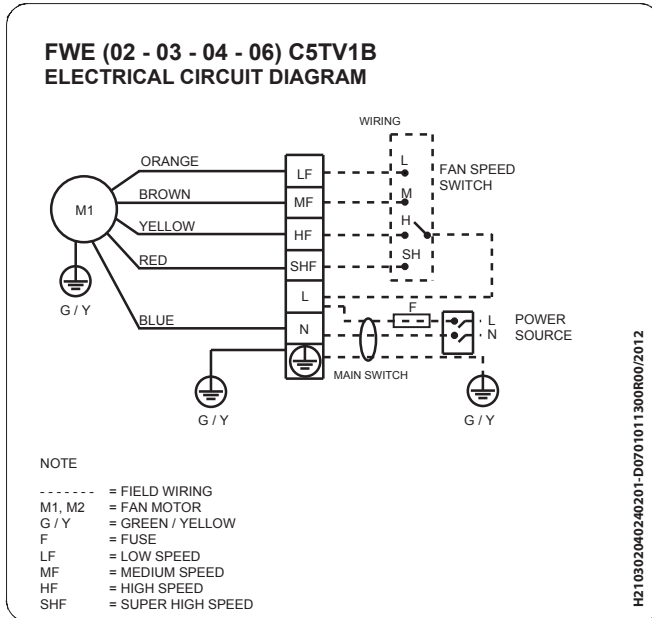 FWE (02 - 03 - 04 - 06) C5TV1B
ELECTRICAL CIRCUIT DIAGRAM
WIRING
ORANGE
BROWN
YELLOW
RED
BLUE
M1
G / Y
LF
MF
HF
SHF
L
N
G / Y
L
M
H
SH
FAN SPEED
SWITCH
F
L
N
POWER
SOURCE
MAIN SWITCH
G / Y
NOTE
- - - - - - - = FIELD WIRING
M1, M2 = FAN MOTOR
G / Y = GREEN / YELLOW
F = FUSE
LF = LOW SPEED
MF = MEDIUM SPEED
HF = HIGH SPEED
SHF = SUPER HIGH SPEED
H210302040240201-D0701011300R00/2012